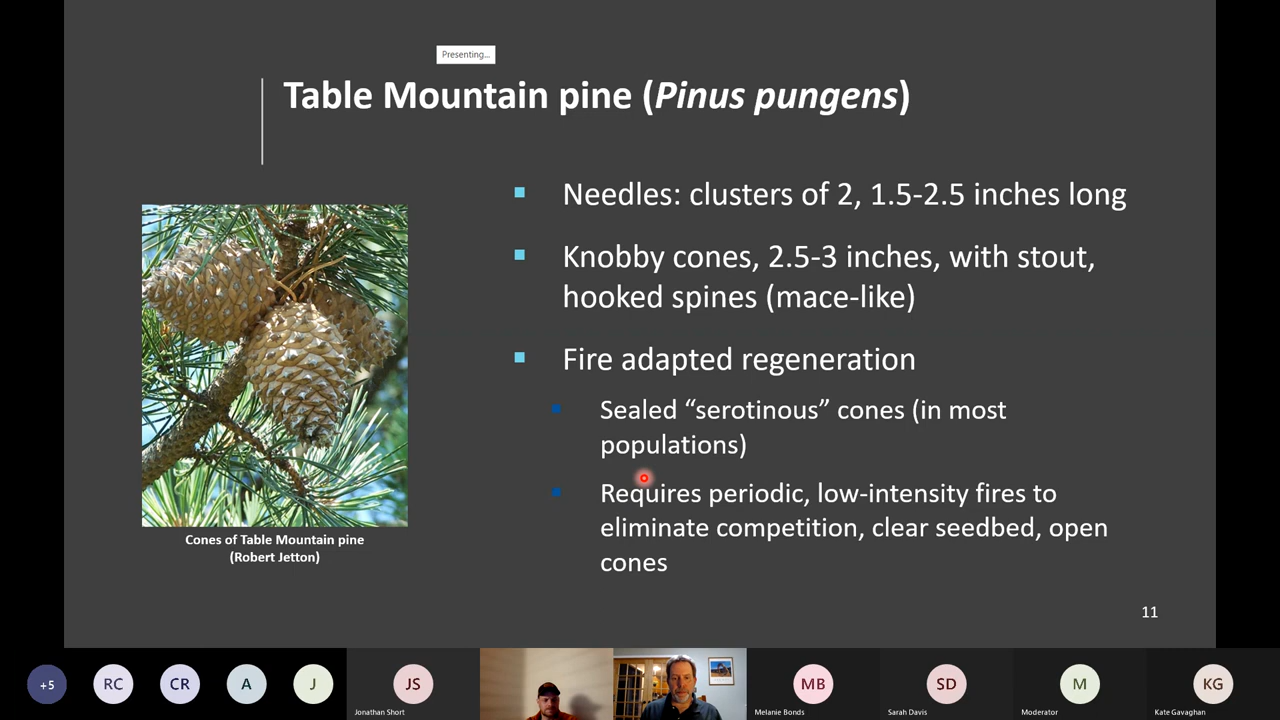 Presenting...
Table Mountain pine (Pinus pungens)
Needles: clusters of 2, 1.5-2.5 inches long
Knobby cones, 2.5-3 inches, with stout,
hooked spines (mace-like)
Fire adapted regeneration
Sealed “serotinous” cones (in most
populations)
Requires periodic, low-intensity fires to
eliminate competition, clear seedbed, open
cones
Cones of Table Mountain pine
(Robert Jetton)
11
+5
RC
CR
A
J
JS
Jonathan Short
MB
Melanie Bonds
SD
Sarah Davis
M
Moderator
KG
Kate Gavaghan